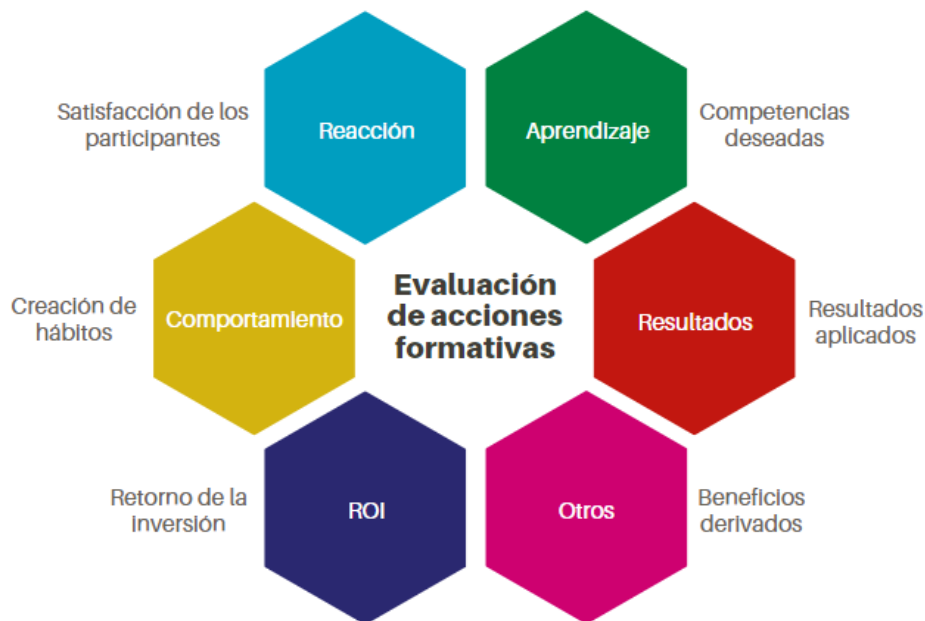 Satisfacción de los
participantes
Reacción
Aprendizaje
Competencias
deseadas
Creación de
hábitos
Comportamiento
Evaluación
de acciones
formativas
Resultados
Resultados
aplicados
Retorno de la
inversión
ROI
Otros
Beneficios
derivados